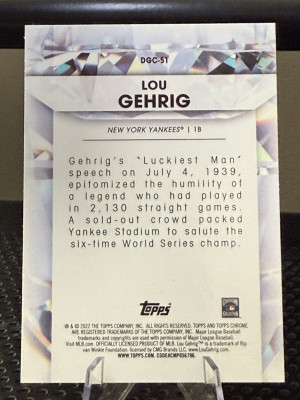 DGC-51
LOU
GEHRIG
NEW YORK YANKEES® | 1B
Gehrig's "Luckiest Man"
speech on July 4, 1939,
epitomized the humility of
a legend who had played
in 2,130 straight games.
A sold-out crowd packed
Yankee Stadium to salute the
six-time World Series champ.
Topps
® & © 2022 THE TOPPS COMPANY, INC. ALL RIGHTS RESERVED. TOPPS AND TOPPS CHROME
ARE REGISTERED TRADEMARKS OF THE TOPPS COMPANY, INC. Major League Baseball
trademarks and copyrights are used with permission of Major League Baseball.
Visit MLB.com. OFFICIALLY LICENSED PRODUCT OF MLB. Lou Gehrig™ is a trademark of Rip
Van Winkle Foundation, licensed by CMG Brands LLC. www.LouGehrig.com.
WWW.TOPPS.COM. CODE#CMP056796.